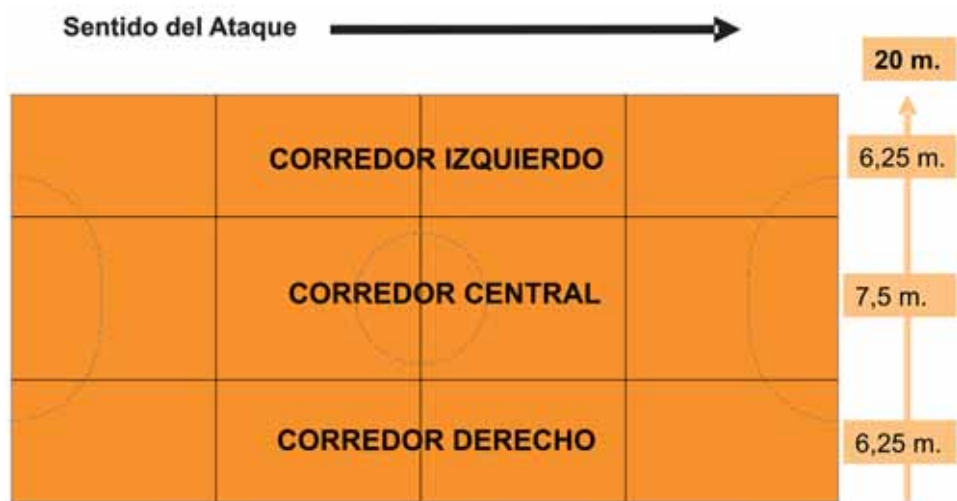 Sentido del Ataque
20 m.
CORREDOR IZQUIERDO
6,25 m.
CORREDOR CENTRAL
7,5 m.
CORREDOR DERECHO
6,25 m.